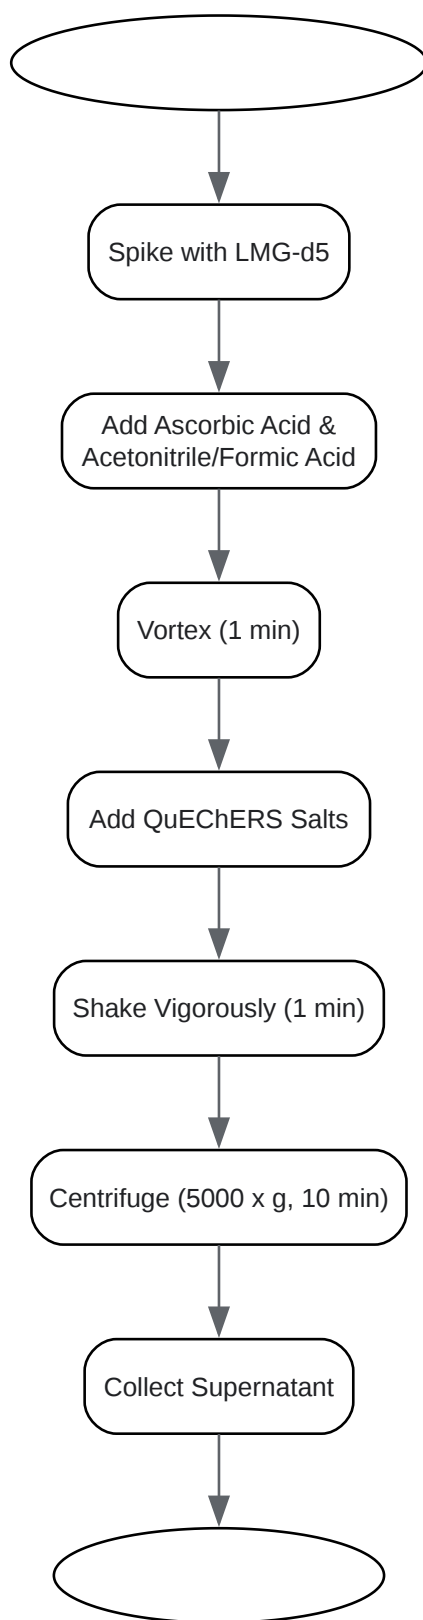 Spike with LMG-d5
Add Ascorbic Acid &
Acetonitrile/Formic Acid
Vortex (1 min)
Add QuEChERS Salts
Shake Vigorously (1 min)
Centrifuge (5000 x g, 10 min)
Collect Supernatant